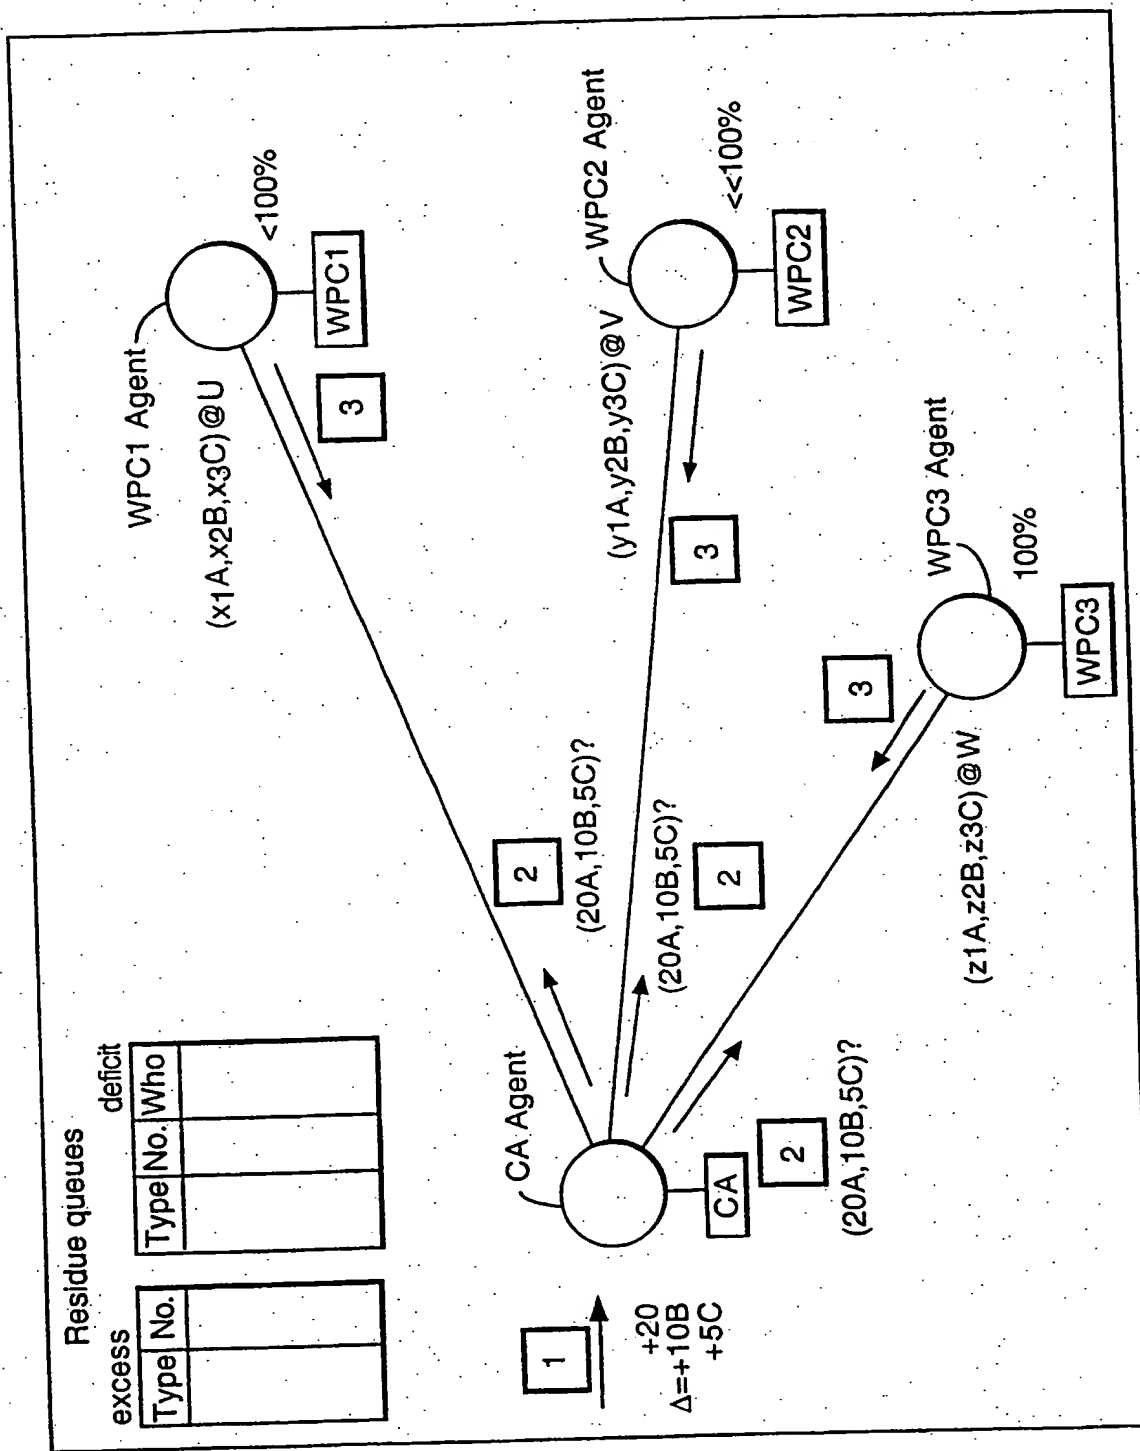 Residue queues
excess
deficit
Type No.
Type No. Who
1
+20
Δ=+10B
+5C
CA Agent
CA
2
(20A,10B,5C)?
2
(20A,10B,5C)?
2
(20A,10B,5C)?
WPC1 Agent
(x1A,x2B,x3C)@U
<100%
WPC1
3
WPC2 Agent
(y1A,y2B,y3C)@V
<<100%
WPC2
3
WPC3 Agent
(z1A,z2B,z3C)@W
100%
WPC3
3